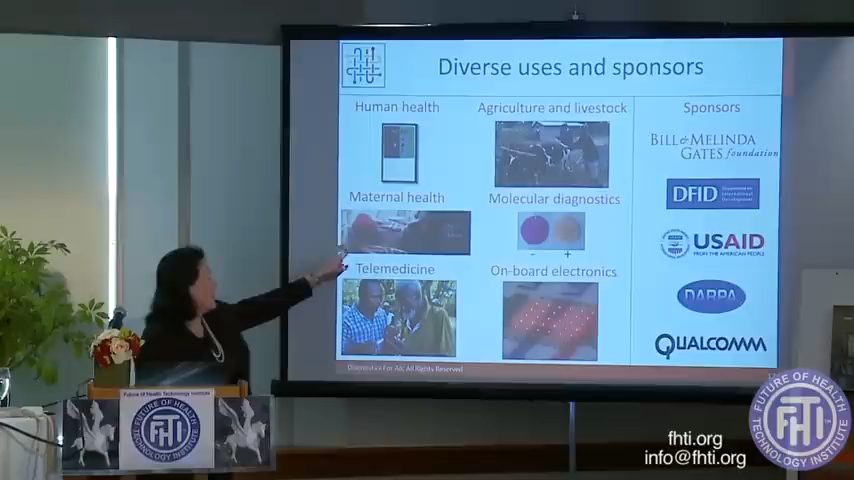 Diverse uses and sponsors
Human health
Agriculture and livestock
Sponsors
BILL & MELINDA
GATES foundation
Maternal health
Molecular diagnostics
DFID
USAID
FROM THE AMERICAN PEOPLE
- +
Telemedicine
On-board electronics
DARPA
QUALCOMM
Diagnostics For All, All Rights Reserved
Future of Health Technology Institute
FHTI
fhti.org
info@fhti.org
FUTURE OF HEALTH
TECHNOLOGY INSTITUTE
FHTI